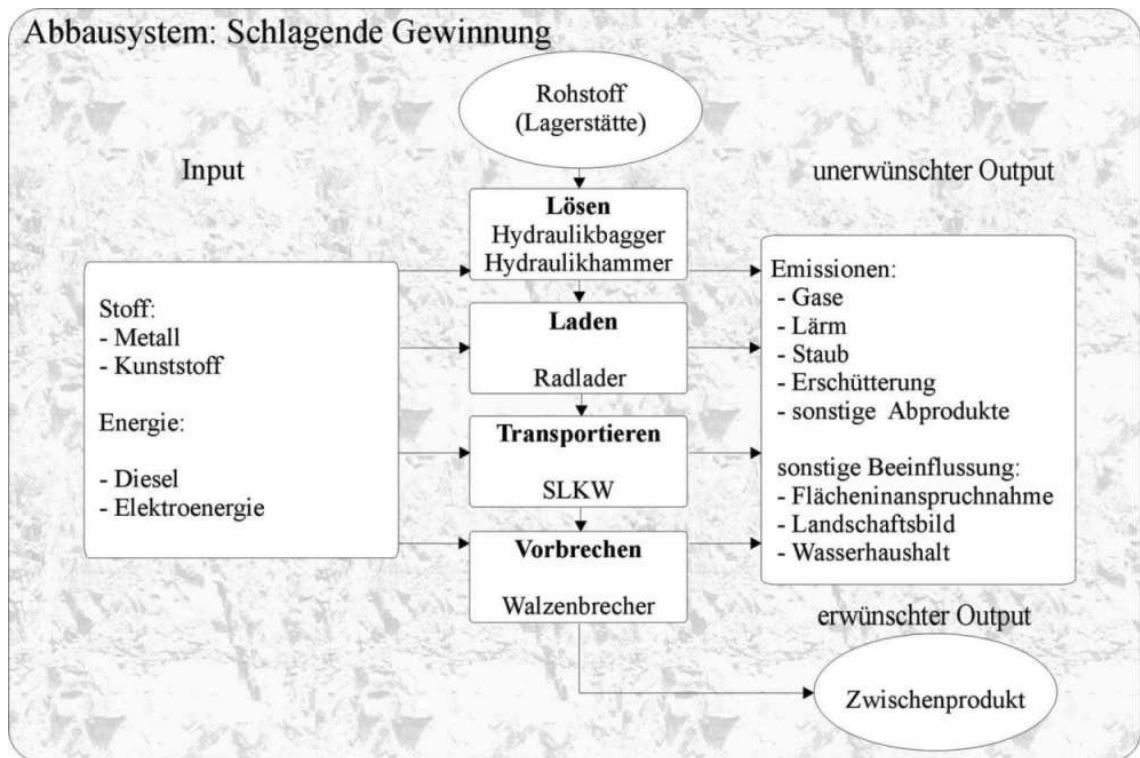 Abbausystem: Schlagende Gewinnung
Rohstoff
(Lagerstätte)
Input
unerwünschter Output
Lösen
Hydraulikbagger
Hydraulikhammer
Stoff:
- Metall
- Kunststoff
Energie:
- Diesel
- Elektroenergie
Laden
Radlader
Transportieren
SLKW
Vorbrechen
Walzenbrecher
Emissionen:
- Gase
- Lärm
- Staub
- Erschütterung
- sonstige Abprodukte
sonstige Beeinflussung:
- Flächeninanspruchnahme
- Landschaftsbild
- Wasserhaushalt
erwünschter Output
Zwischenprodukt